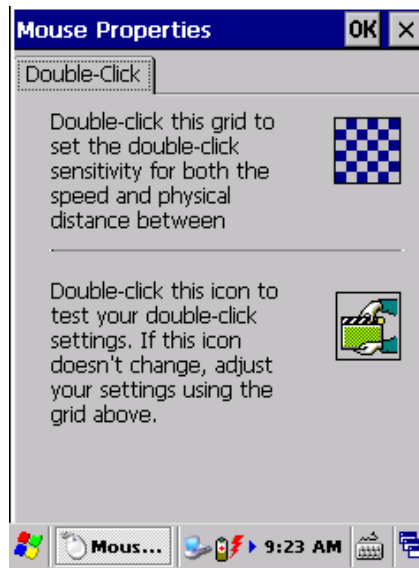 Mouse Properties OK ×
Double-Click
Double-click this grid to
set the double-click
sensitivity for both the
speed and physical
distance between
Double-click this icon to
test your double-click
settings. If this icon
doesn't change, adjust
your settings using the
grid above.
Mous... 9:23 AM